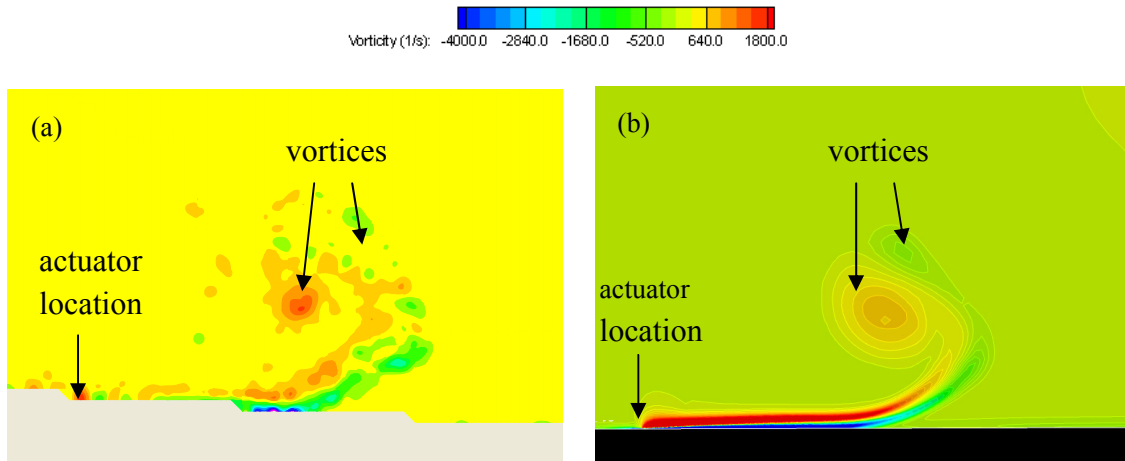 Vorticity (1/s): -4000.0 -2840.0 -1680.0 -520.0 640.0 1800.0
(a)
vortices
actuator
location
(b)
vortices
actuator
location